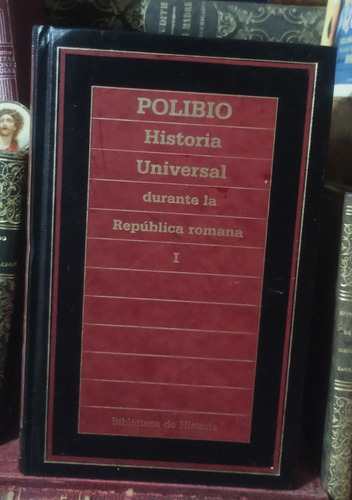 POLIBIO
Historia
Universal
durante la
República romana
I
Biblioteca de Historia